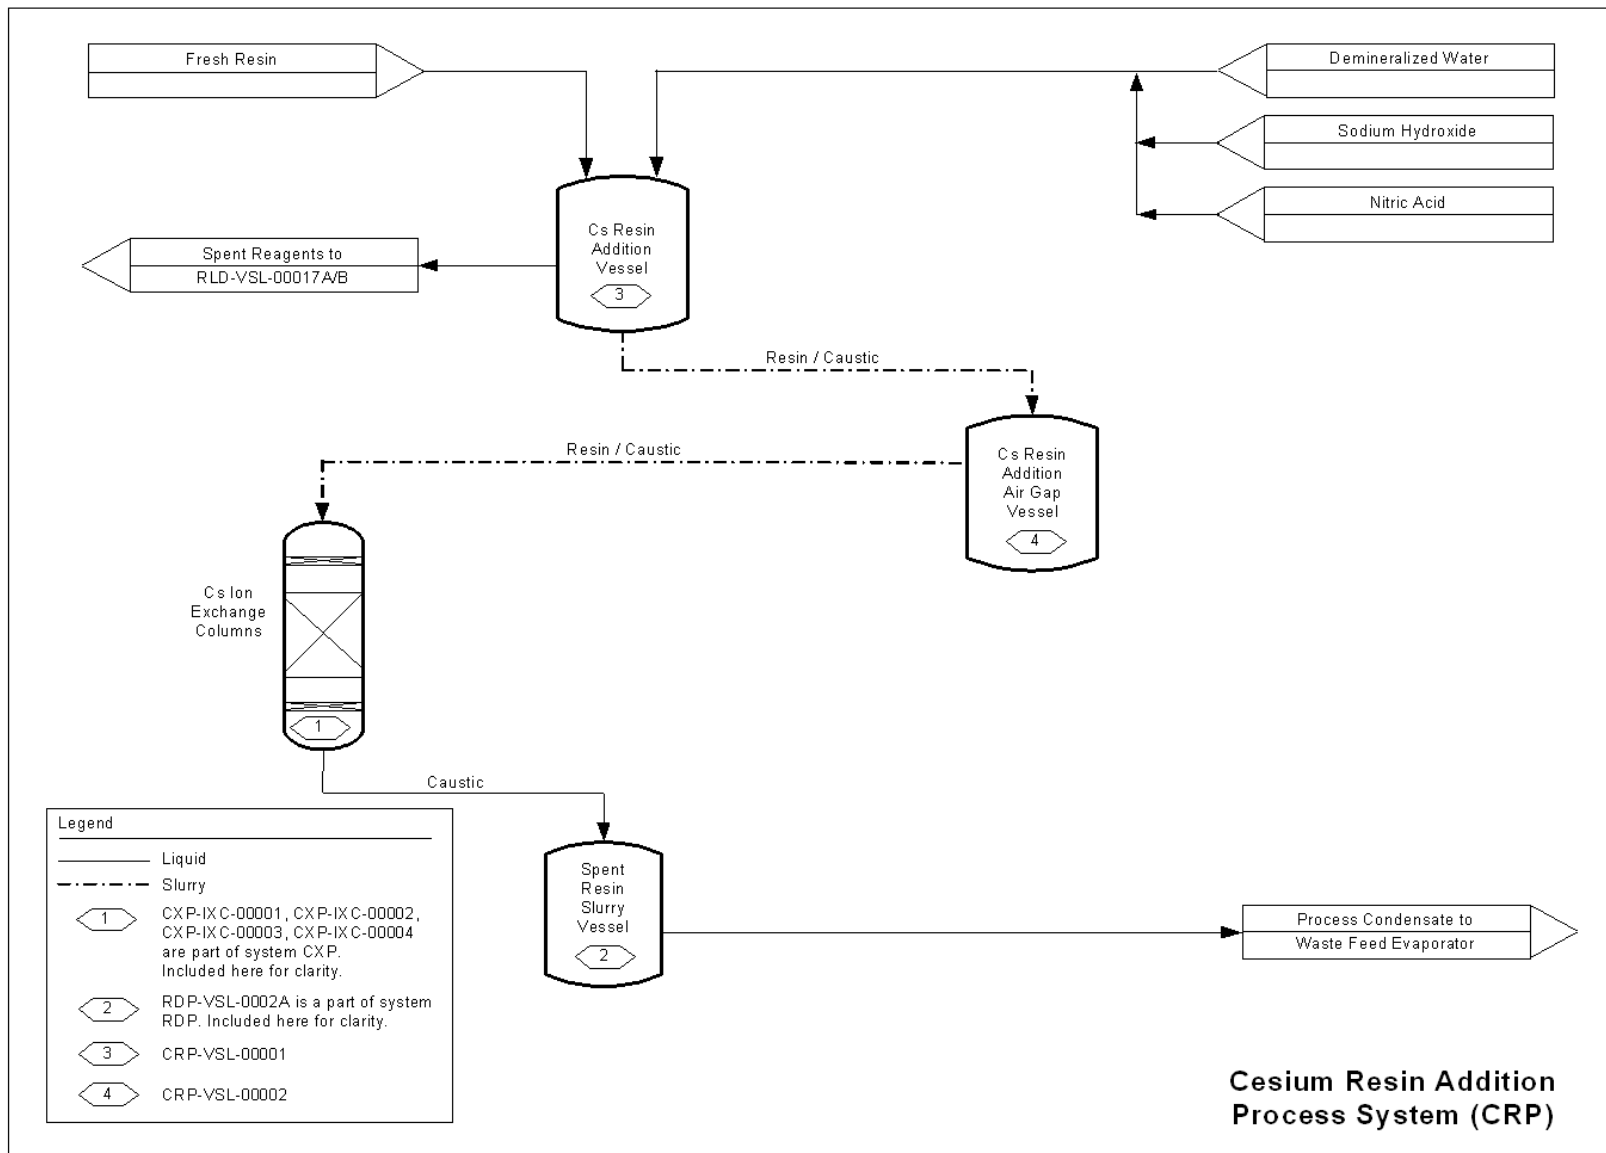 Fresh Resin
Demineralized Water
Sodium Hydroxide
Nitric Acid
Cs Resin
Addition
Vessel
3
Spent Reagents to
RLD-VSL-00017A/B
Resin / Caustic
Resin / Caustic
Cs Resin
Addition
Air Gap
Vessel
4
Cs Ion
Exchange
Columns
1
Caustic
Spent
Resin
Slurry
Vessel
2
Process Condensate to
Waste Feed Evaporator
Legend
Liquid
Slurry
1
CXP-IXC-00001, CXP-IXC-00002,
CXP-IXC-00003, CXP-IXC-00004
are part of system CXP.
Included here for clarity.
2
RDP-VSL-0002A is a part of system
RDP. Included here for clarity.
3
CRP-VSL-00001
4
CRP-VSL-00002
Cesium Resin Addition
Process System (CRP)